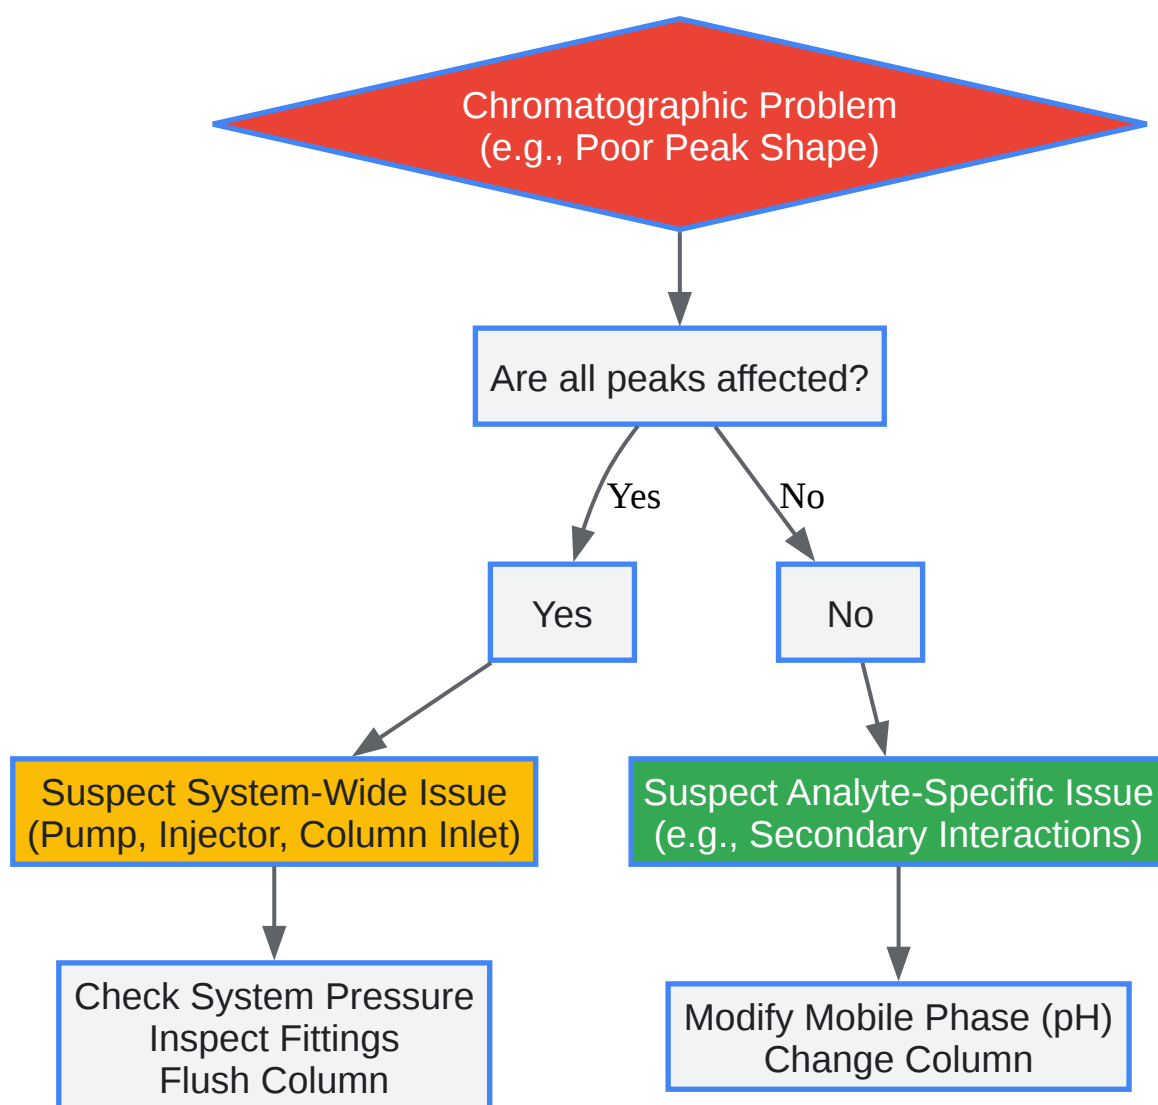 Chromatographic Problem
(e.g., Poor Peak Shape)
Are all peaks affected?
Yes
No
Yes
No
Suspect System-Wide Issue
(Pump, Injector, Column Inlet)
Suspect Analyte-Specific Issue
(e.g., Secondary Interactions)
Check System Pressure
Inspect Fittings
Flush Column
Modify Mobile Phase (pH)
Change Column